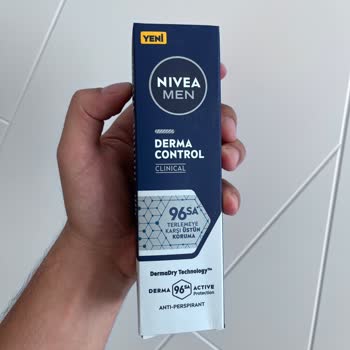 YENİ
NIVEA
MEN
DERMA
CONTROL
CLINICAL
96SA*
TERLEMEYE
KARŞI ÜSTÜN
KORUMA
DermaDry Technology™
DERMA 96SA ACTIVE
Protection
ANTI-PERSPIRANT